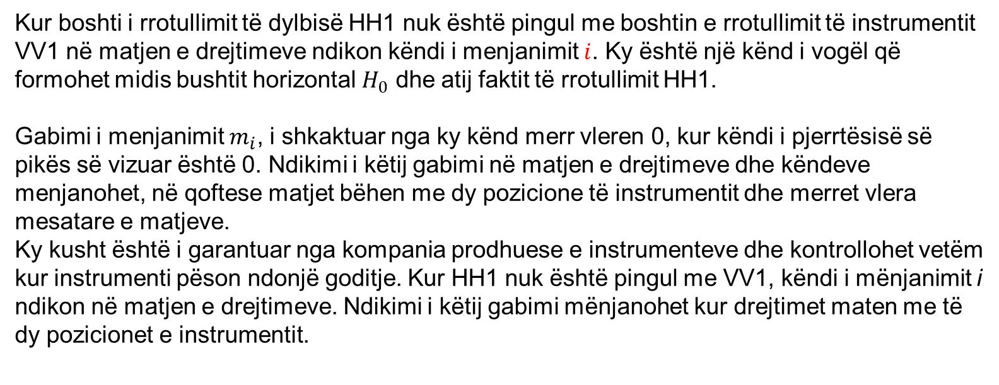 Kur boshti i rrotullimit të dylbisë HH1 nuk është pingul me boshtin e rrotullimit të instrumentit
VV1 në matjen e drejtimeve ndikon këndi i menjanimit i. Ky është një kënd i vogël që
formohet midis bushtit horizontal H₀ dhe atij faktit të rrotullimit HH1.
Gabimi i menjanimit mᵢ, i shkaktuar nga ky kënd merr vleren 0, kur këndi i pjerrtësisë së
pikës së vizuar është 0. Ndikimi i këtij gabimi në matjen e drejtimeve dhe këndeve
menjanohet, në qoftese matjet bëhen me dy pozicione të instrumentit dhe merret vlera
mesatare e matjeve.
Ky kusht është i garantuar nga kompania prodhuese e instrumenteve dhe kontrollohet vetëm
kur instrumenti pëson ndonjë goditje. Kur HH1 nuk është pingul me VV1, këndi i mënjanimit i
ndikon në matjen e drejtimeve. Ndikimi i këtij gabimi mënjanohet kur drejtimet maten me të
dy pozicionet e instrumentit.